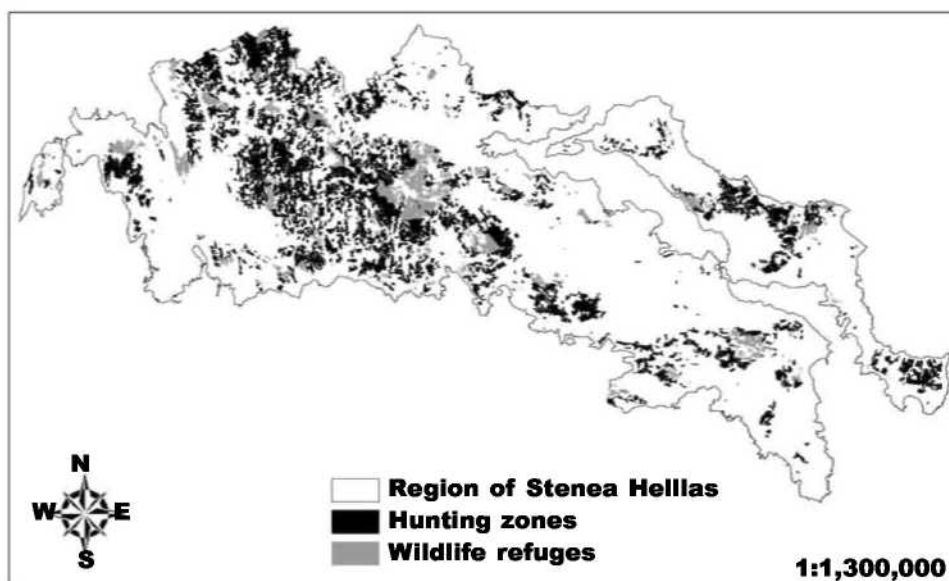 N
W E
S
Region of Stenea Helllas
Hunting zones
Wildlife refuges
1:1,300,000